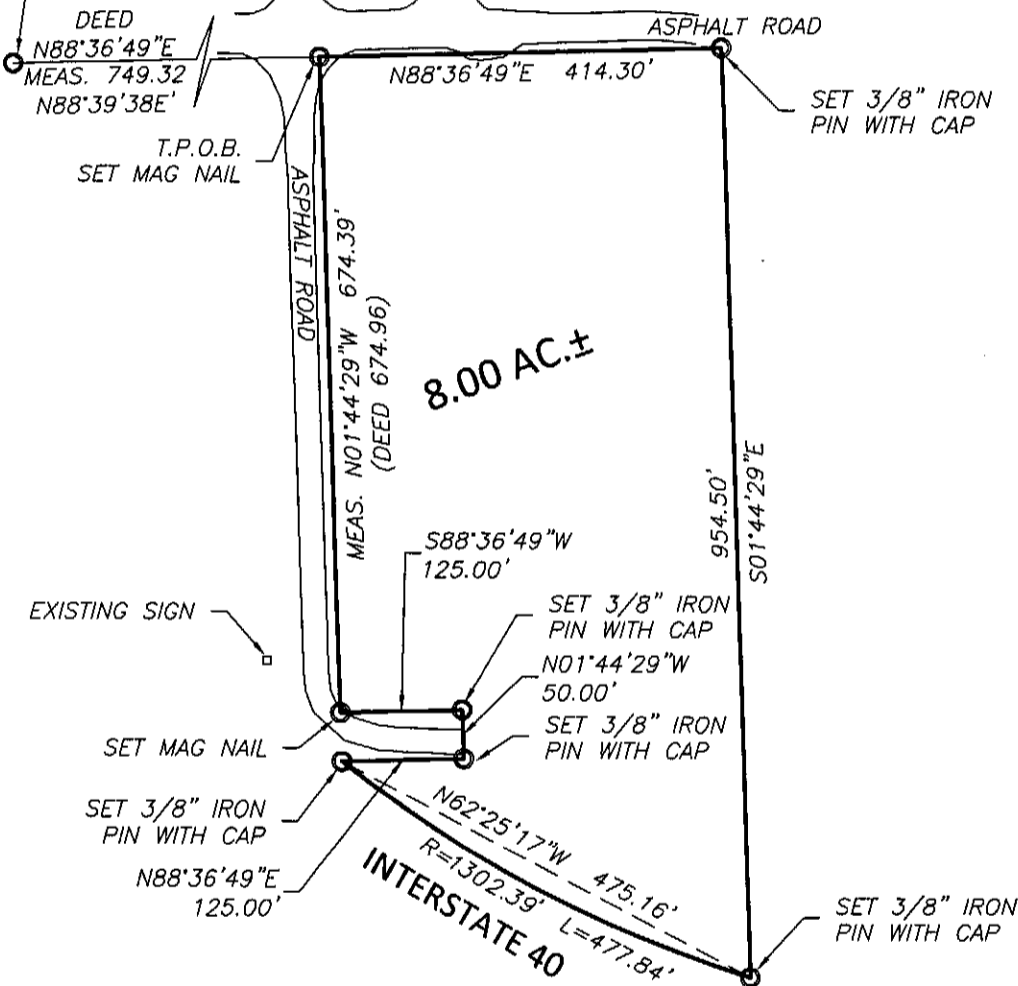 DEED
N88°36'49"E
MEAS. 749.32
N88°39'38E'
ASPHALT ROAD
N88°36'49"E 414.30'
SET 3/8" IRON
PIN WITH CAP
T.P.O.B.
SET MAG NAIL
ASPHALT ROAD
MEAS. N01°44'29"W 674.39'
(DEED 674.96)
8.00 AC.±
954.50'
S01°44'29"E
S88°36'49"W
125.00'
EXISTING SIGN
SET 3/8" IRON
PIN WITH CAP
N01°44'29"W
50.00'
SET MAG NAIL
SET 3/8" IRON
PIN WITH CAP
SET 3/8" IRON
PIN WITH CAP
N88°36'49"E
125.00'
N62°25'17"W 475.16'
R=1302.39' L=477.84'
INTERSTATE 40
SET 3/8" IRON
PIN WITH CAP